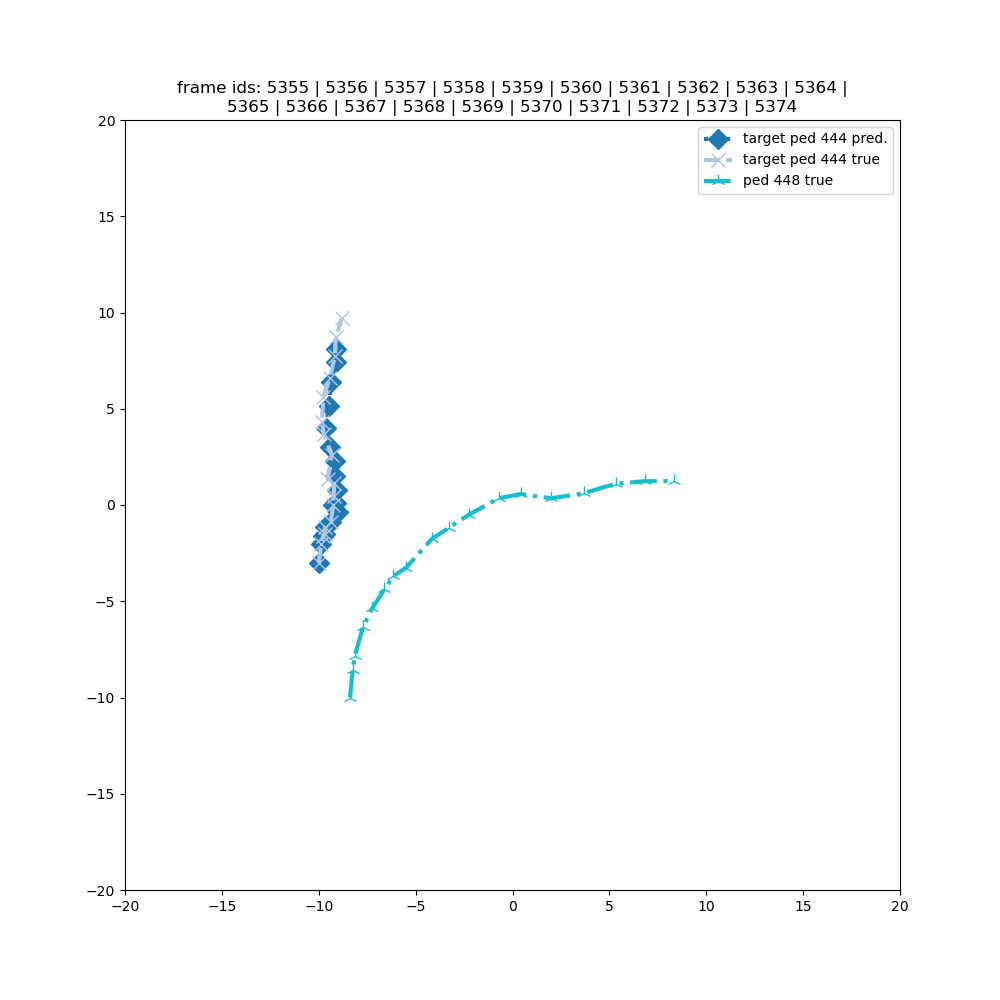 frame ids: 5355 | 5356 | 5357 | 5358 | 5359 | 5360 | 5361 | 5362 | 5363 | 5364 |
5365 | 5366 | 5367 | 5368 | 5369 | 5370 | 5371 | 5372 | 5373 | 5374
target ped 444 pred.
target ped 444 true
ped 448 true
20
15
10
5
0
−5
−10
−15
−20
−20 −15 −10 −5 0 5 10 15 20